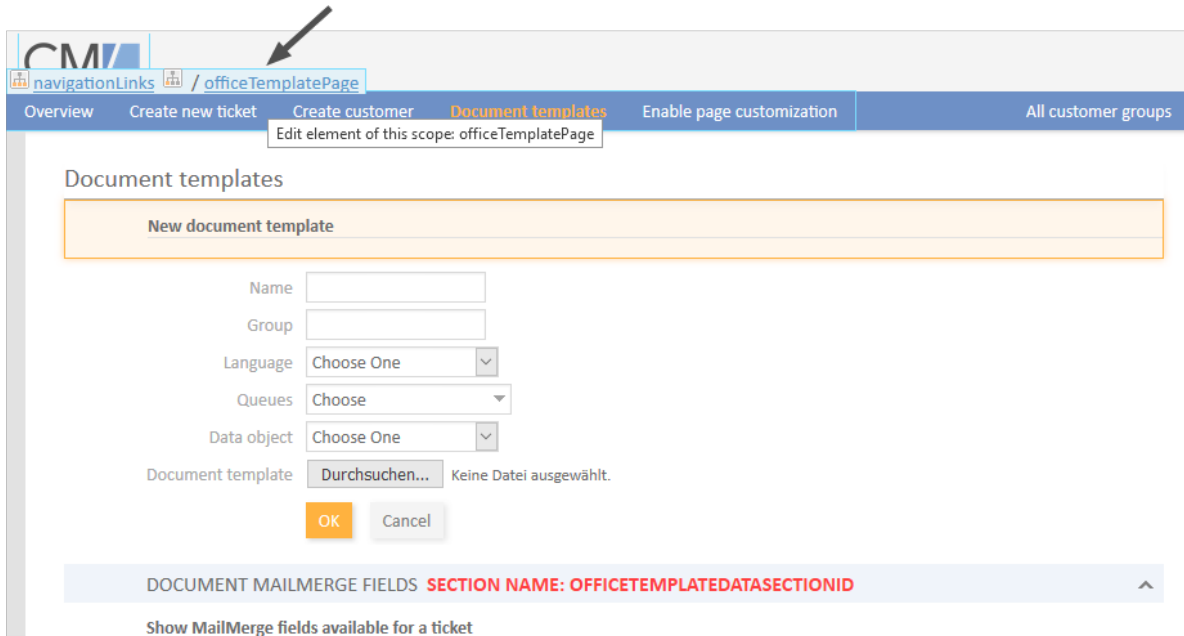 CM/
navigationLinks / officeTemplatePage
Overview Create new ticket Create customer Document templates Enable page customization All customer groups
Edit element of this scope: officeTemplatePage
Document templates
New document template
Name
Group
Language Choose One
Queues Choose
Data object Choose One
Document template Durchsuchen... Keine Datei ausgewählt.
OK Cancel
DOCUMENT MAILMERGE FIELDS SECTION NAME: OFFICETEMPLATEDATASECTIONID
Show MailMerge fields available for a ticket